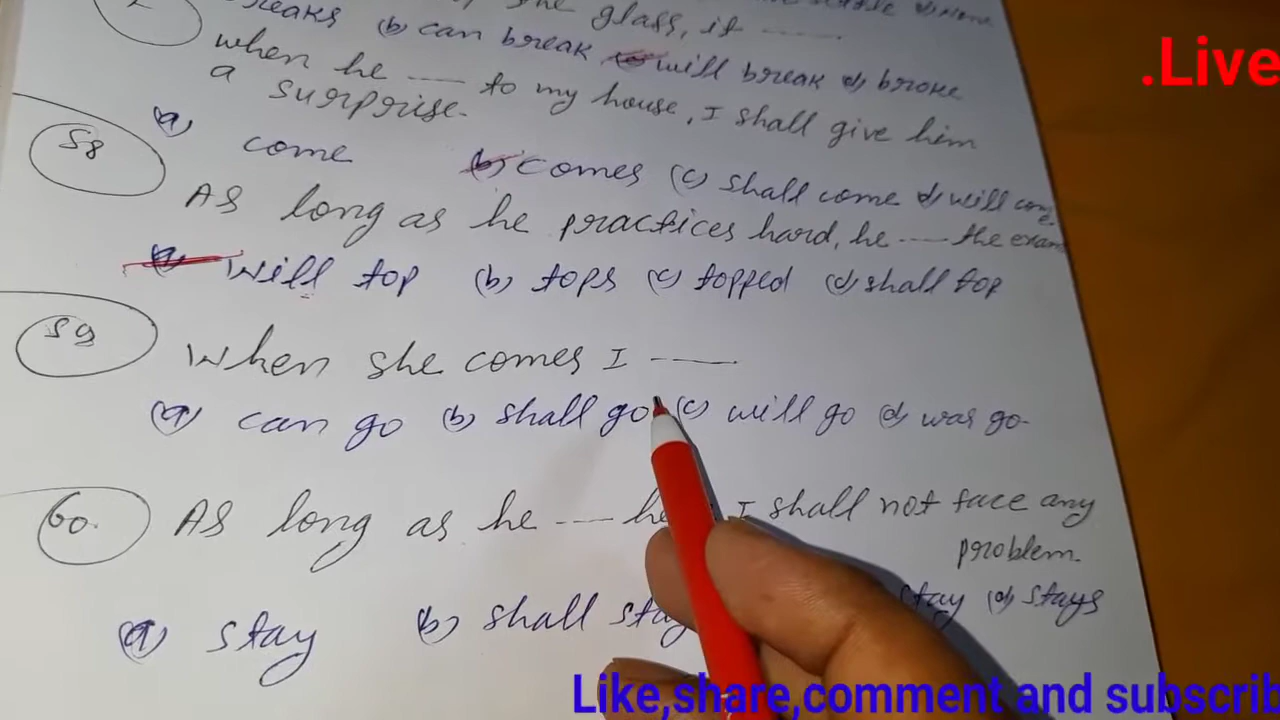 the glass, it -----
breaks (b) can break (c) will break (d) broke
.Live
when he ---- to my house, I shall give him
a surprise.
(a) come (b) comes (c) shall come (d) will come
58 As long as he practices hard, he ---- the exam
(a) will top (b) tops (c) topped (d) shall top
59 When she comes I ----
(a) can go (b) shall go (c) will go (d) was go.
60. As long as he ---- I shall not face any
problem.
(a) stay (b) shall stay stay (d) stays
Like,share,comment and subscrib